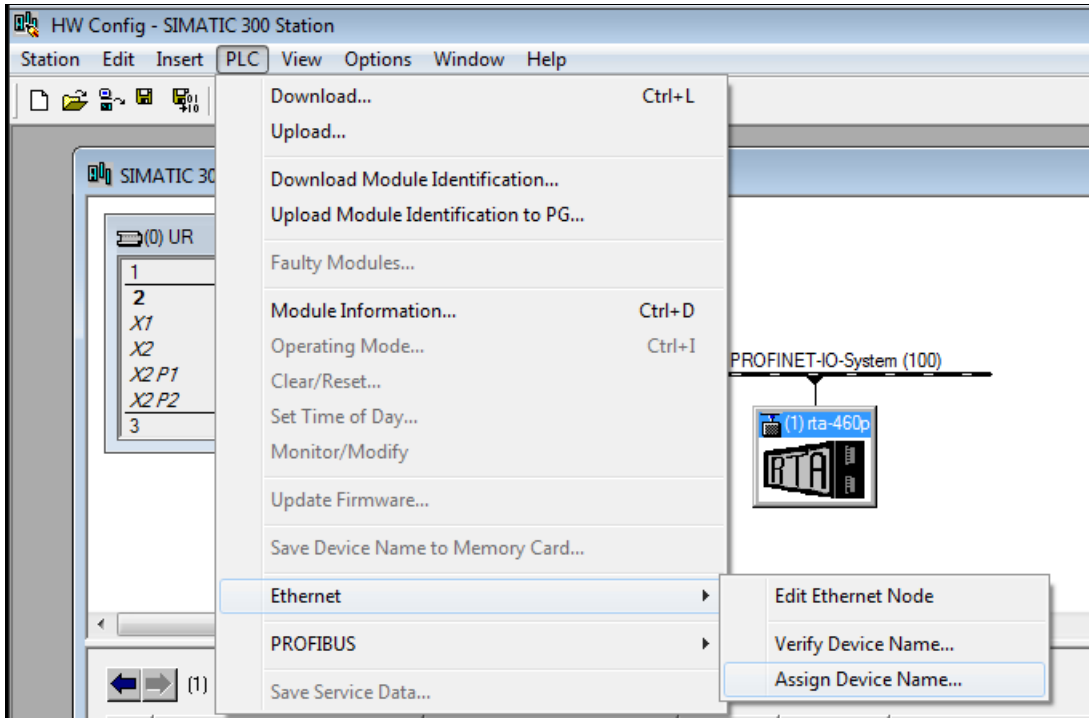 HW Config - SIMATIC 300 Station
Station Edit Insert PLC View Options Window Help
Download... Ctrl+L
Upload...
Download Module Identification...
Upload Module Identification to PG...
Faulty Modules...
Module Information... Ctrl+D
Operating Mode... Ctrl+I
Clear/Reset...
Set Time of Day...
Monitor/Modify
Update Firmware...
Save Device Name to Memory Card...
Ethernet
PROFIBUS
Save Service Data...
Edit Ethernet Node
Verify Device Name...
Assign Device Name...
SIMATIC 30
(0) UR
1
2
X1
X2
X2 P1
X2 P2
3
PROFINET-IO-System (100)
(1) rta-460p
RTA
(1)